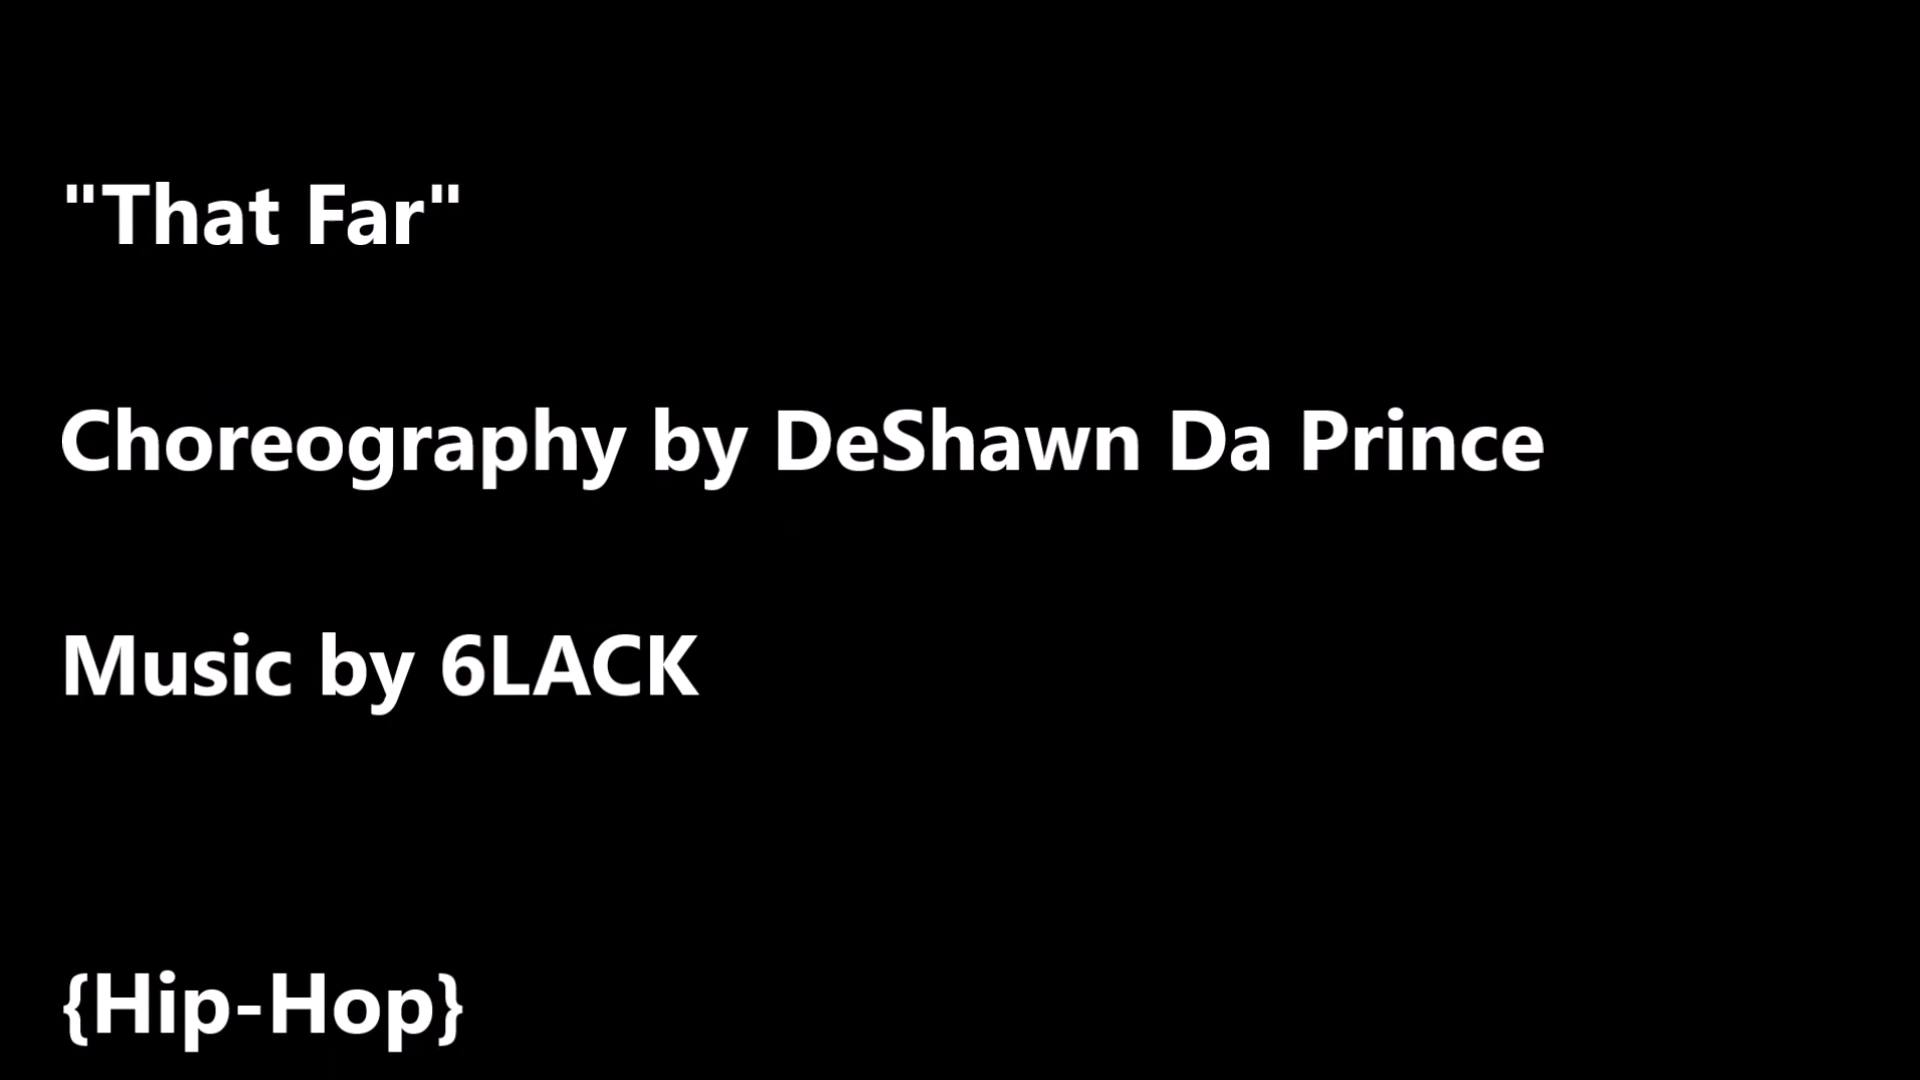 "That Far"
Choreography by DeShawn Da Prince
Music by 6LACK
{Hip-Hop}